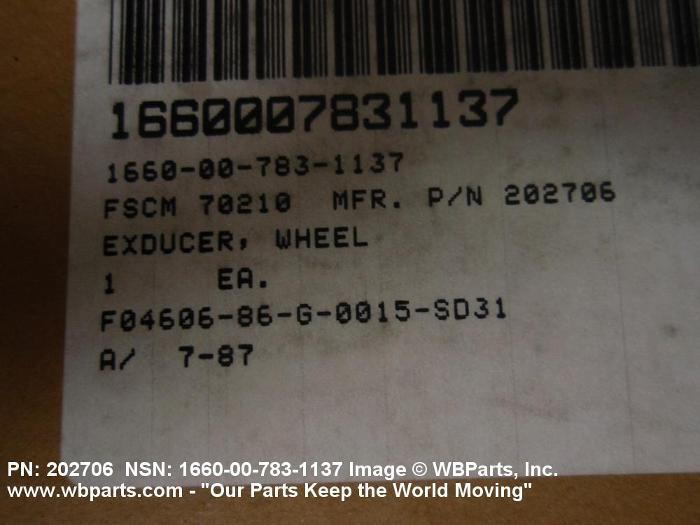 1660007831137
1660-00-783-1137
FSCM 70210 MFR. P/N 202706
EXDUCER, WHEEL
1 EA.
F04606-86-G-0015-SD31
A/ 7-87
PN: 202706 NSN: 1660-00-783-1137 Image © WBParts, Inc.
www.wbparts.com - "Our Parts Keep the World Moving"